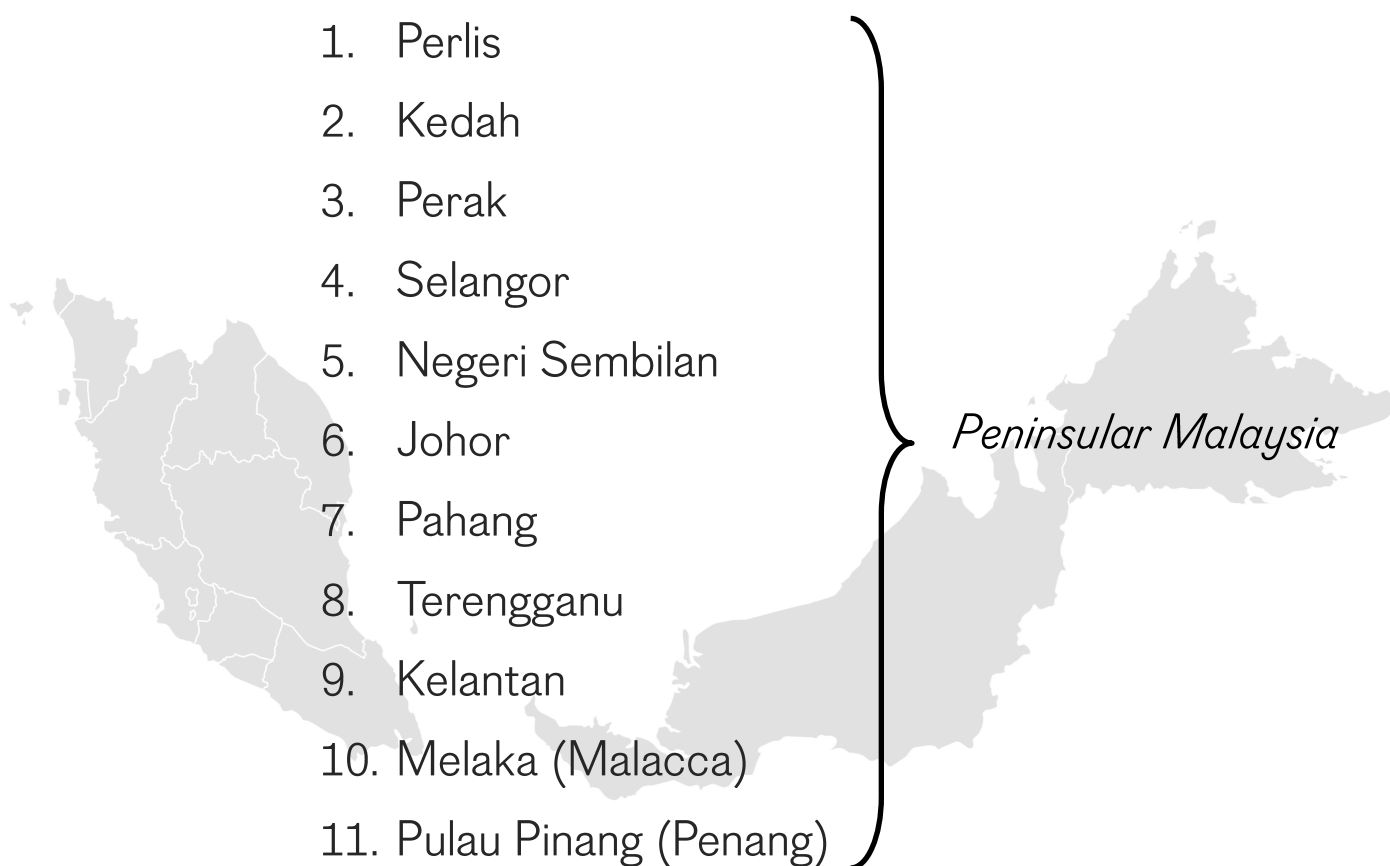 1. Perlis
2. Kedah
3. Perak
4. Selangor
5. Negeri Sembilan
6. Johor
7. Pahang
8. Terengganu
9. Kelantan
10. Melaka (Malacca)
11. Pulau Pinang (Penang)
Peninsular Malaysia